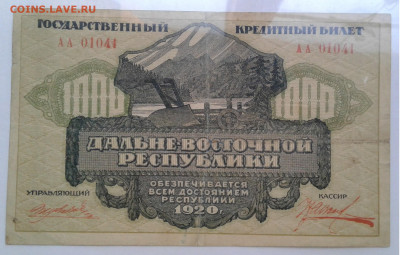 COINS.LAVE.RU
ГОСУДАРСТВЕННЫЙ КРЕДИТНЫЙ БИЛЕТ
АА 01041 АА 01041
1000 1000
ДАЛЬНЕ-ВОСТОЧНОЙ
РЕСПУБЛИКИ
ОБЕСПЕЧИВАЕТСЯ
ВСЕМ ДОСТОЯНИЕМ
РЕСПУБЛИКИ
УПРАВЛЯЮЩИЙ КАССИР
1920 г.